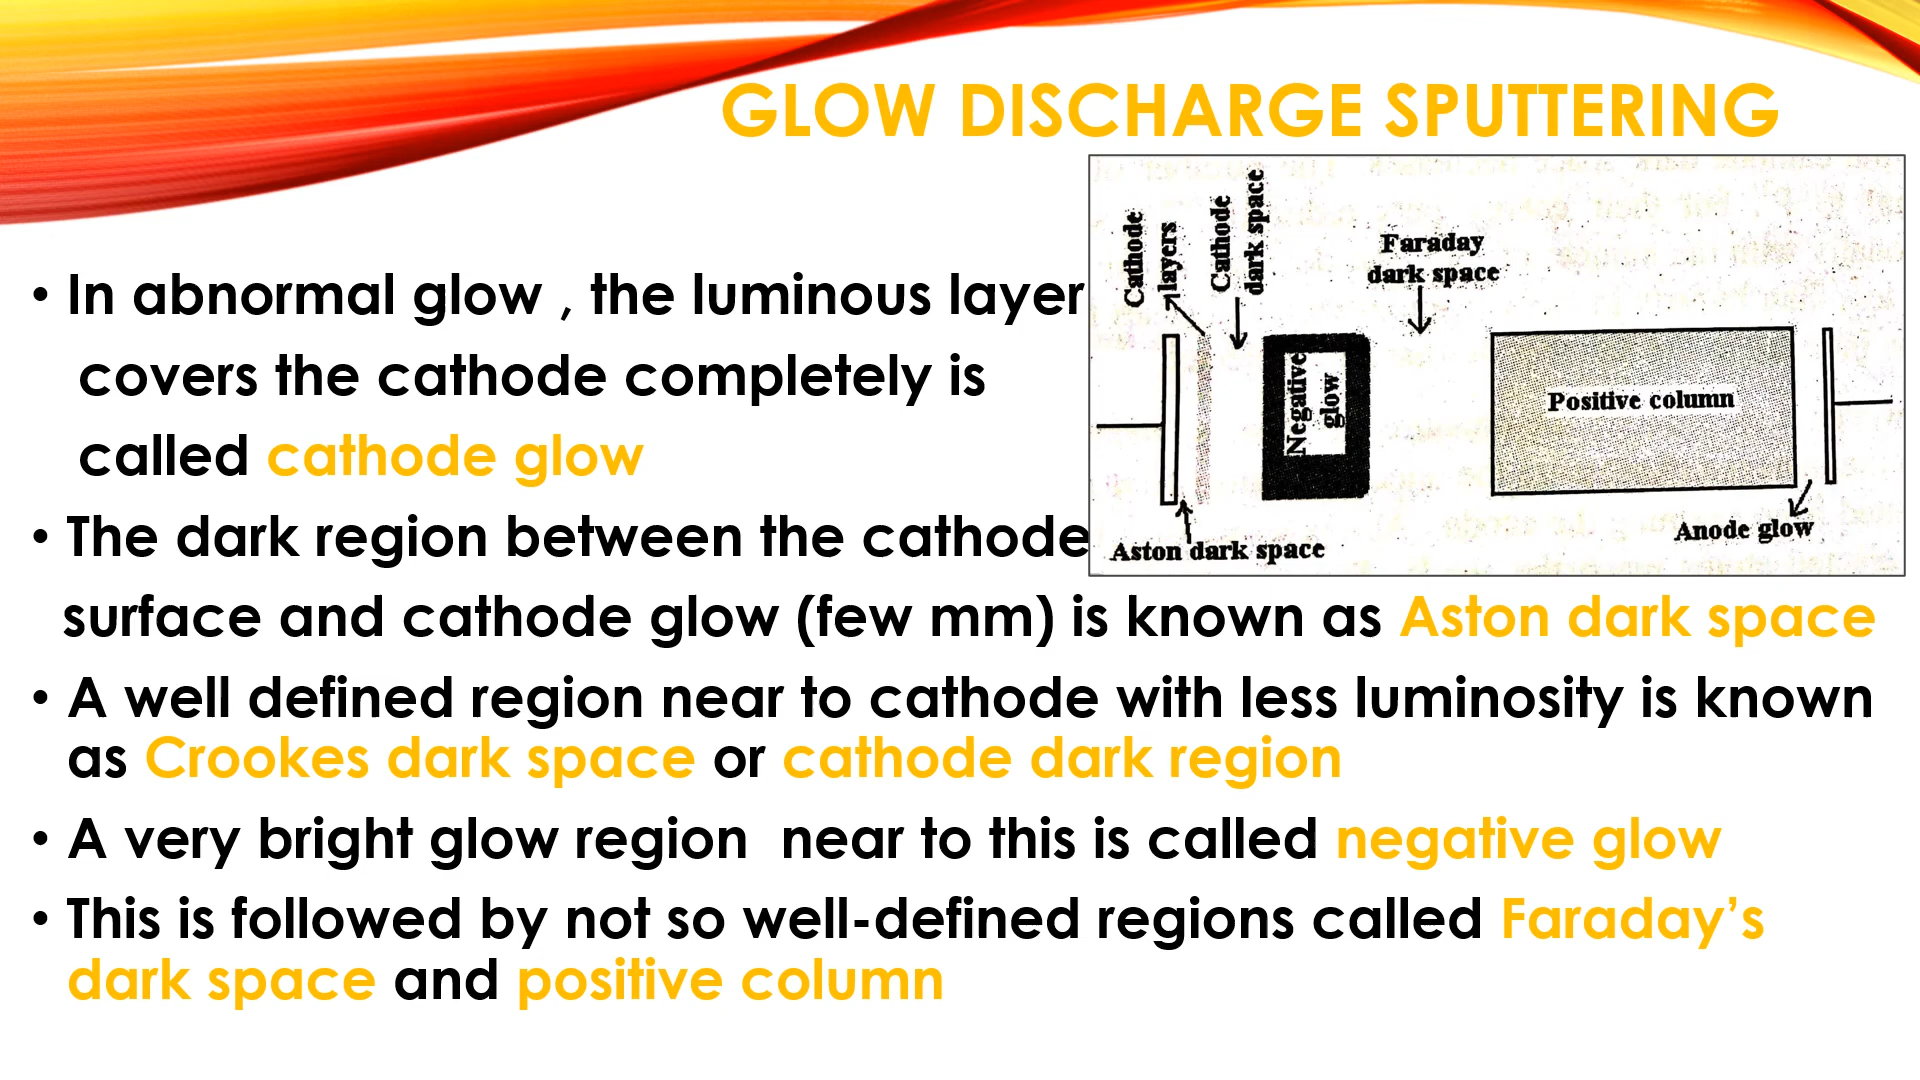 GLOW DISCHARGE SPUTTERING
Cathode
layers
Cathode
dark space
Faraday
dark space
Negative
glow
Positive column
Anode glow
Aston dark space
• In abnormal glow , the luminous layer
covers the cathode completely is
called cathode glow
• The dark region between the cathode
surface and cathode glow (few mm) is known as Aston dark space
• A well defined region near to cathode with less luminosity is known
as Crookes dark space or cathode dark region
• A very bright glow region  near to this is called negative glow
• This is followed by not so well-defined regions called Faraday’s
dark space and positive column